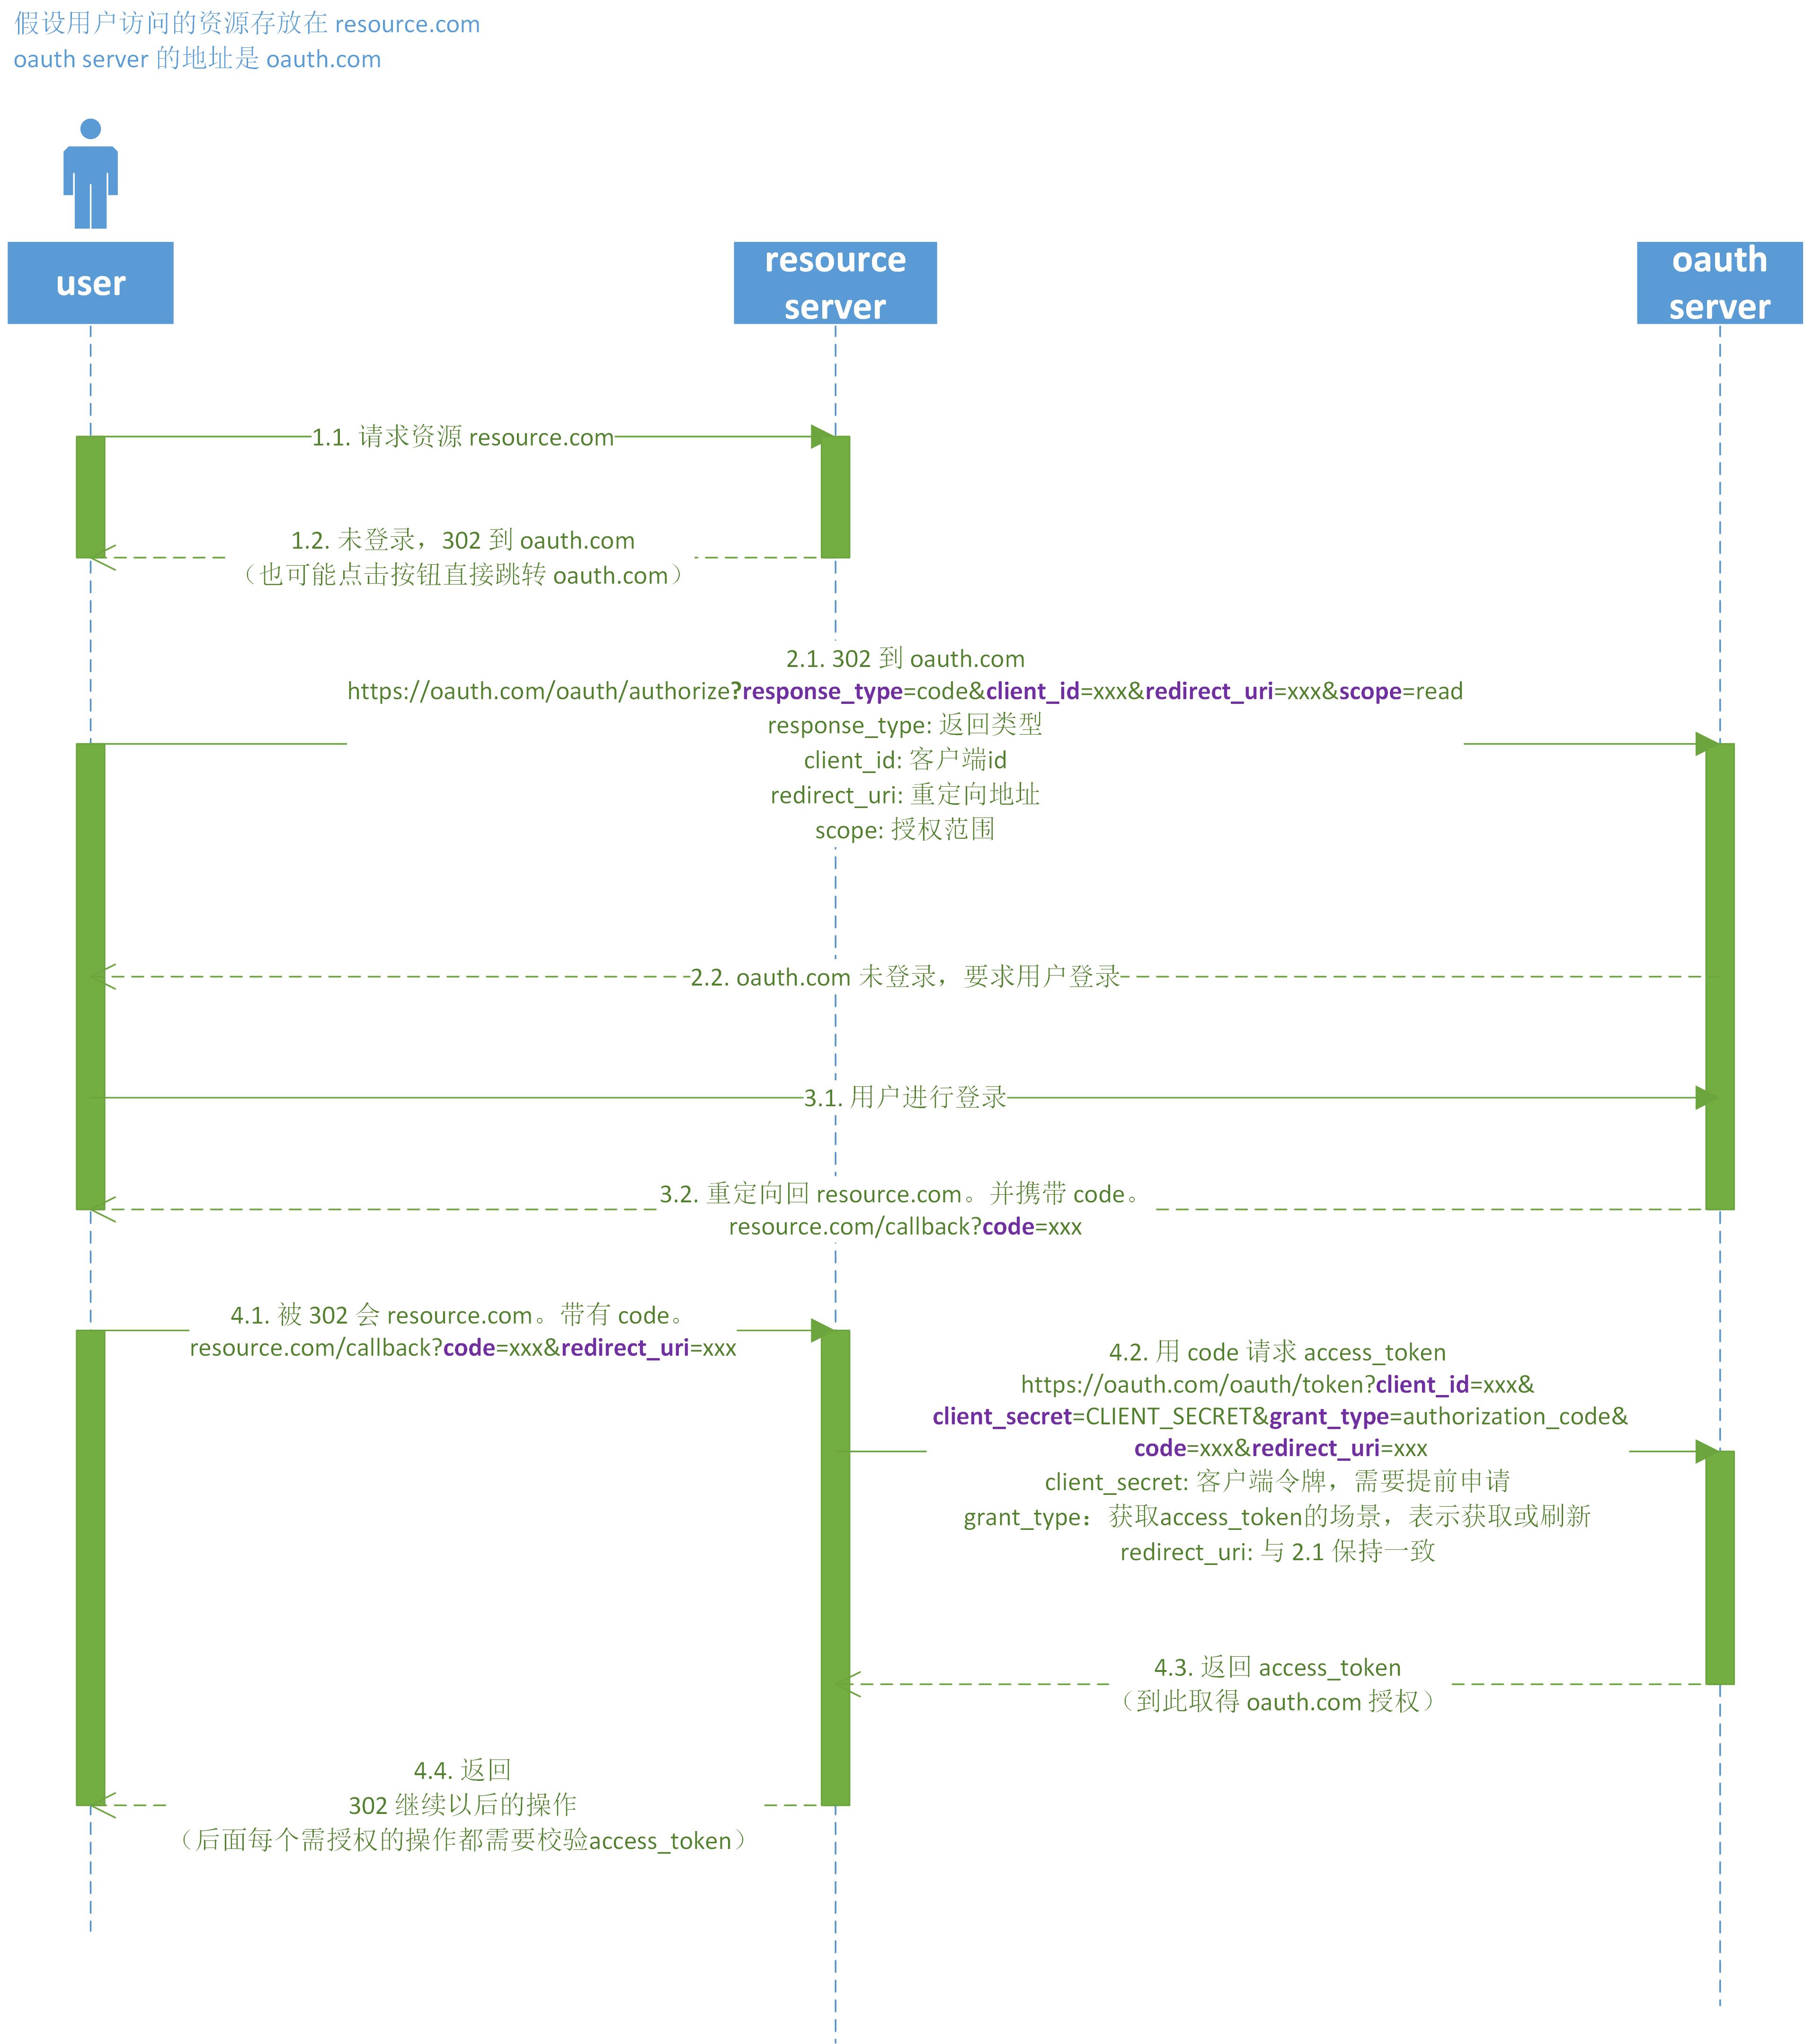 假设用户访问的资源存放在 resource.com
oauth server 的地址是 oauth.com
user
resource
server
oauth
server
1.1. 请求资源 resource.com
1.2. 未登录，302 到 oauth.com
（也可能点击按钮直接跳转 oauth.com）
2.1. 302 到 oauth.com
https://oauth.com/oauth/authorize?response_type=code&client_id=xxx&redirect_uri=xxx&scope=read
response_type: 返回类型
client_id: 客户端id
redirect_uri: 重定向地址
scope: 授权范围
2.2. oauth.com 未登录，要求用户登录
3.1. 用户进行登录
3.2. 重定向回 resource.com。并携带 code。
resource.com/callback?code=xxx
4.1. 被 302 会 resource.com。带有 code。
resource.com/callback?code=xxx&redirect_uri=xxx
4.2. 用 code 请求 access_token
https://oauth.com/oauth/token?client_id=xxx&
client_secret=CLIENT_SECRET&grant_type=authorization_code&
code=xxx&redirect_uri=xxx
client_secret: 客户端令牌，需要提前申请
grant_type：获取access_token的场景，表示获取或刷新
redirect_uri: 与 2.1 保持一致
4.3. 返回 access_token
（到此取得 oauth.com 授权）
4.4. 返回
302 继续以后的操作
（后面每个需授权的操作都需要校验access_token）